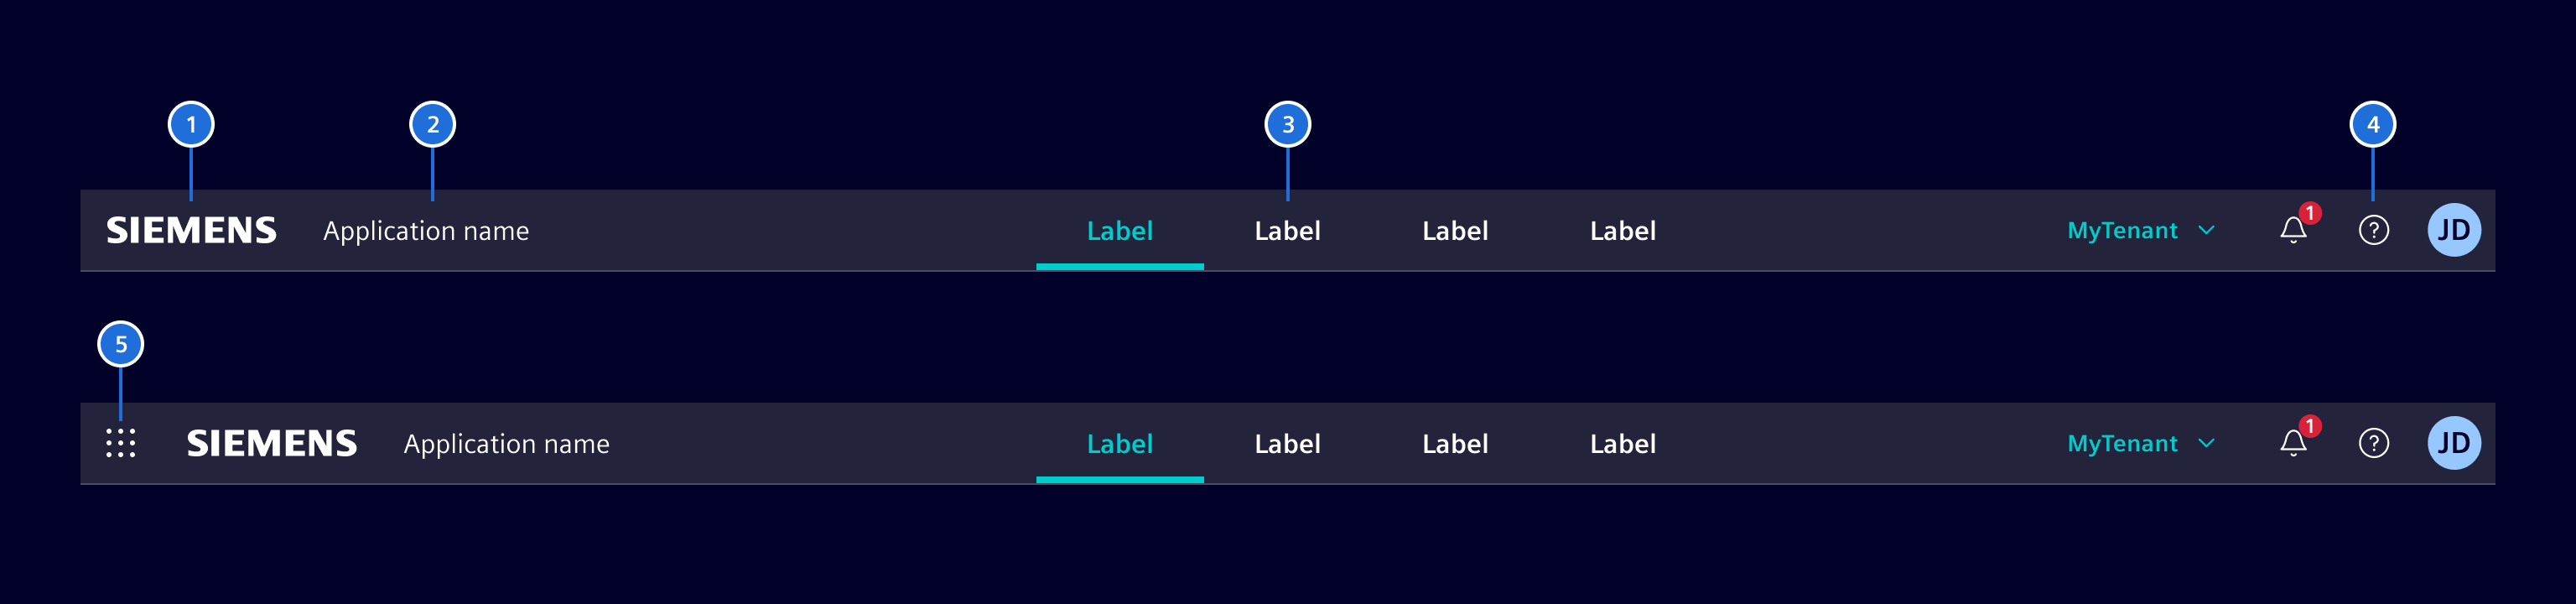 1 2 3 4
SIEMENS Application name Label Label Label Label MyTenant 1 ? JD
5
SIEMENS Application name Label Label Label Label MyTenant 1 ? JD